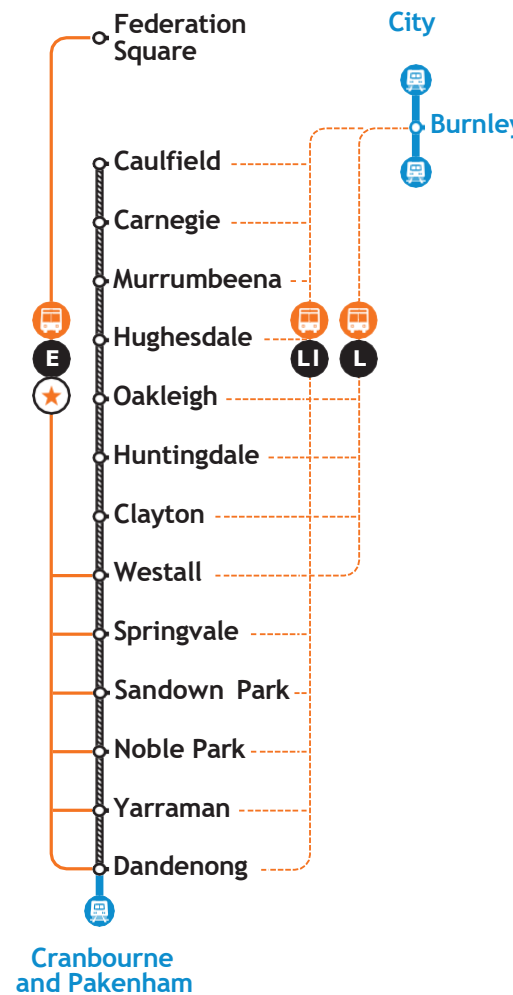 Federation
Square
City
Burnley
Caulfield
Carnegie
Murrumbeena
Hughesdale
E
LI
L
Oakleigh
Huntingdale
Clayton
Westall
Springvale
Sandown Park
Noble Park
Yarraman
Dandenong
Cranbourne
and Pakenham